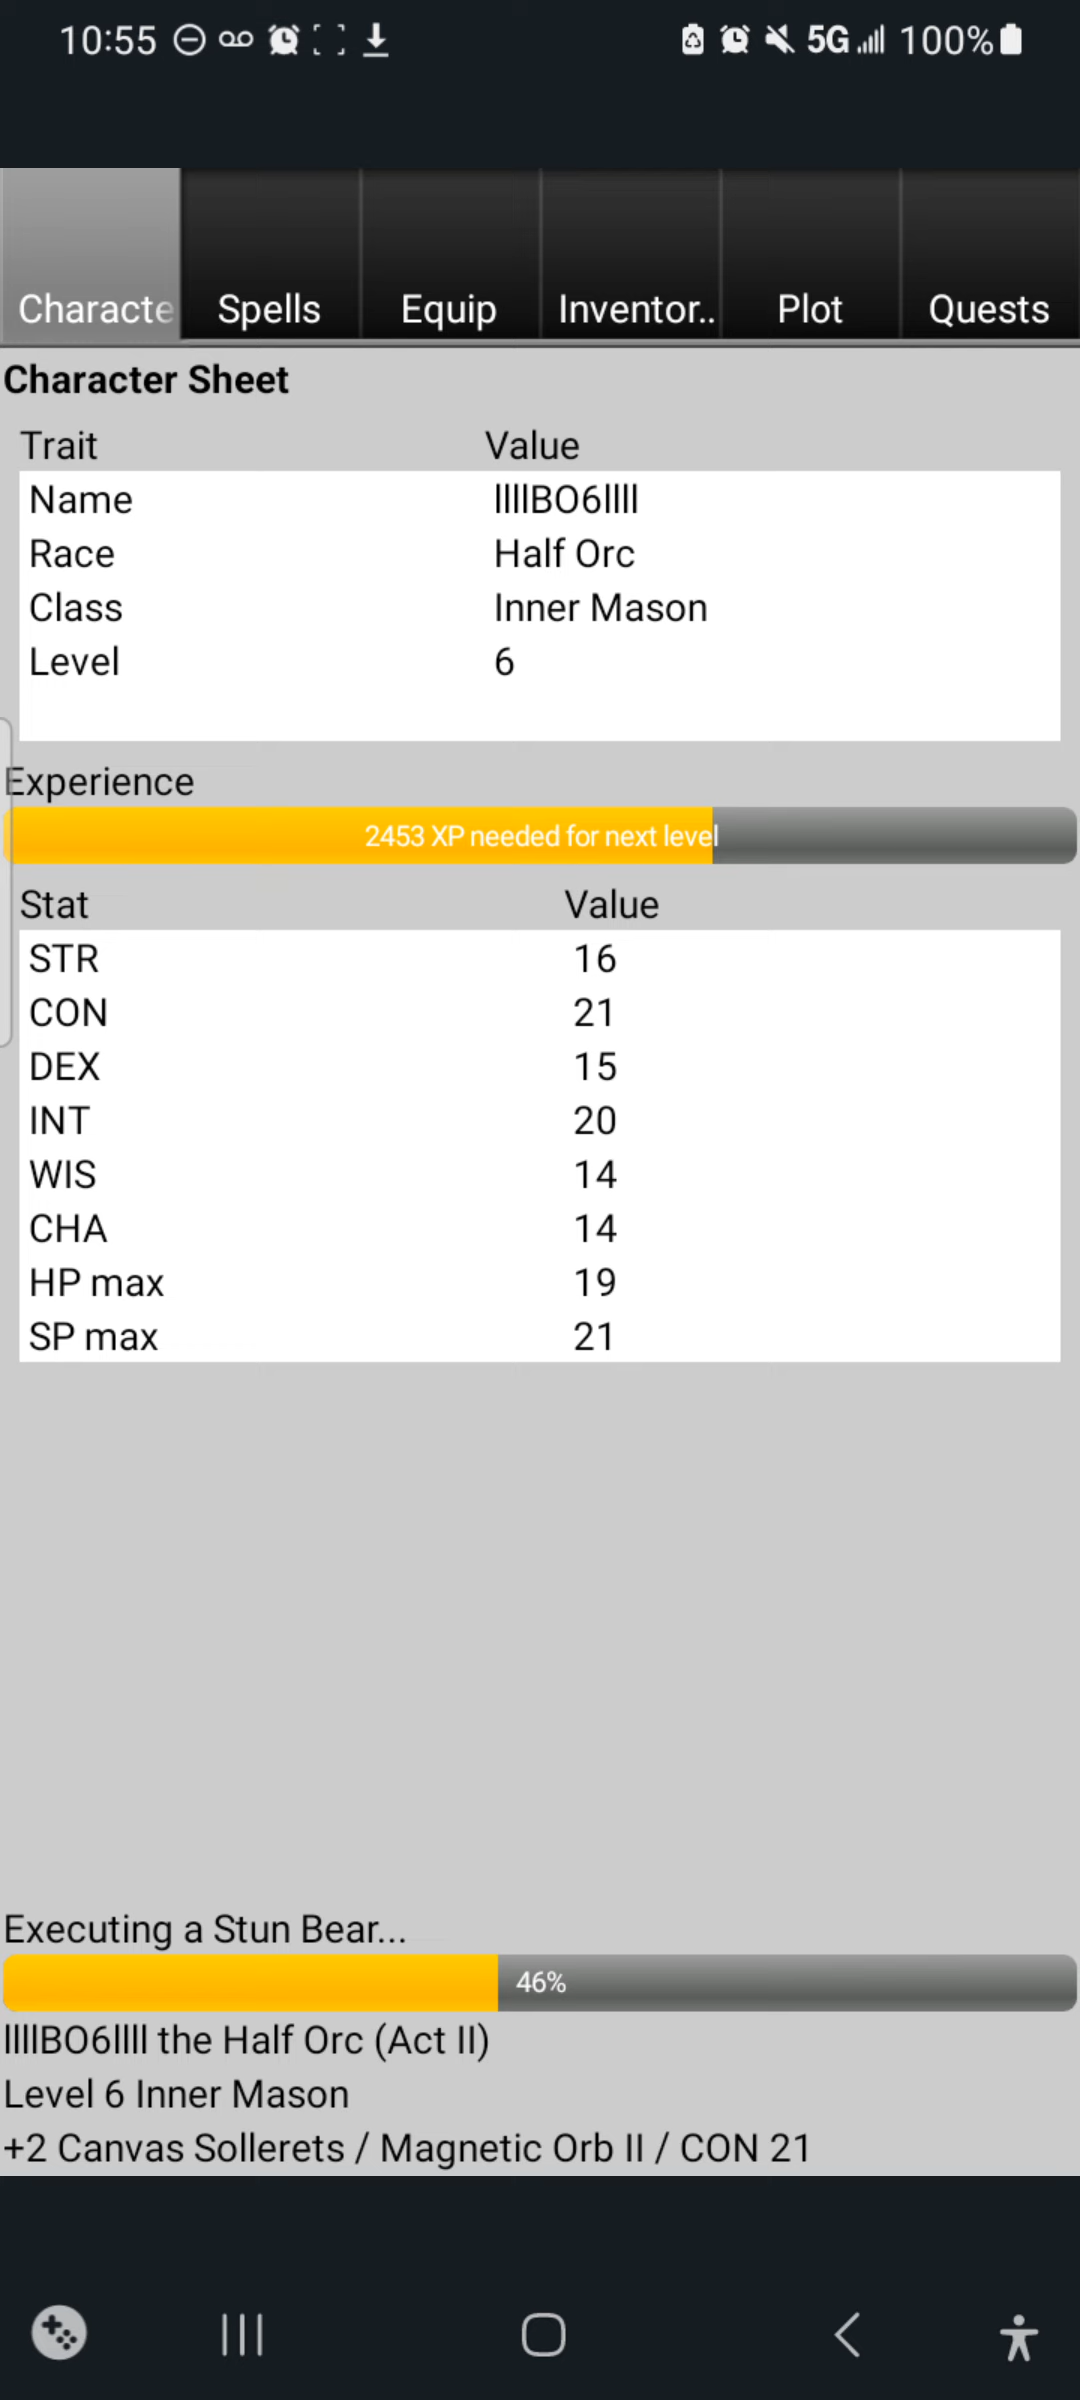 10:55 5G 100%
Characte Spells Equip Inventor.. Plot Quests
Character Sheet
Trait Value
Name llllBO6llll
Race Half Orc
Class Inner Mason
Level 6
Experience
2453 XP needed for next level
Stat Value
STR 16
CON 21
DEX 15
INT 20
WIS 14
CHA 14
HP max 19
SP max 21
Executing a Stun Bear...
46%
llllBO6llll the Half Orc (Act II)
Level 6 Inner Mason
+2 Canvas Sollerets / Magnetic Orb II / CON 21